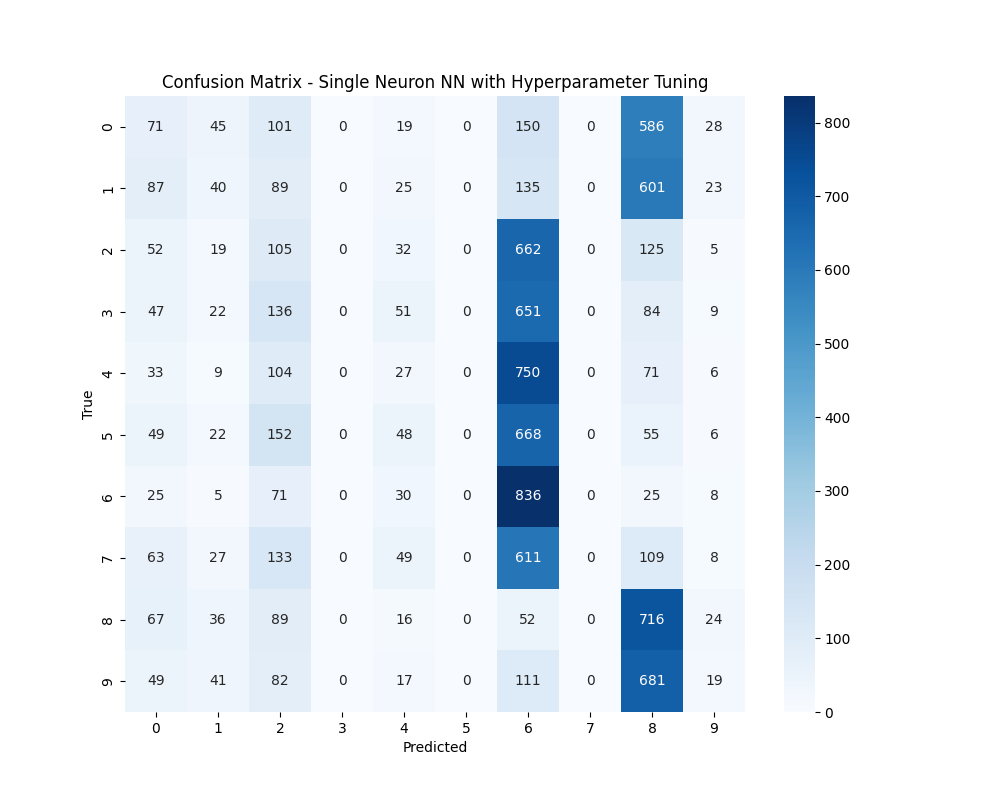 Confusion Matrix - Single Neuron NN with Hyperparameter Tuning
0 71 45 101 0 19 0 150 0 586 28
1 87 40 89 0 25 0 135 0 601 23
2 52 19 105 0 32 0 662 0 125 5
3 47 22 136 0 51 0 651 0 84 9
4 33 9 104 0 27 0 750 0 71 6
5 49 22 152 0 48 0 668 0 55 6
6 25 5 71 0 30 0 836 0 25 8
7 63 27 133 0 49 0 611 0 109 8
8 67 36 89 0 16 0 52 0 716 24
9 49 41 82 0 17 0 111 0 681 19
0 1 2 3 4 5 6 7 8 9
Predicted
True
800
700
600
500
400
300
200
100
0